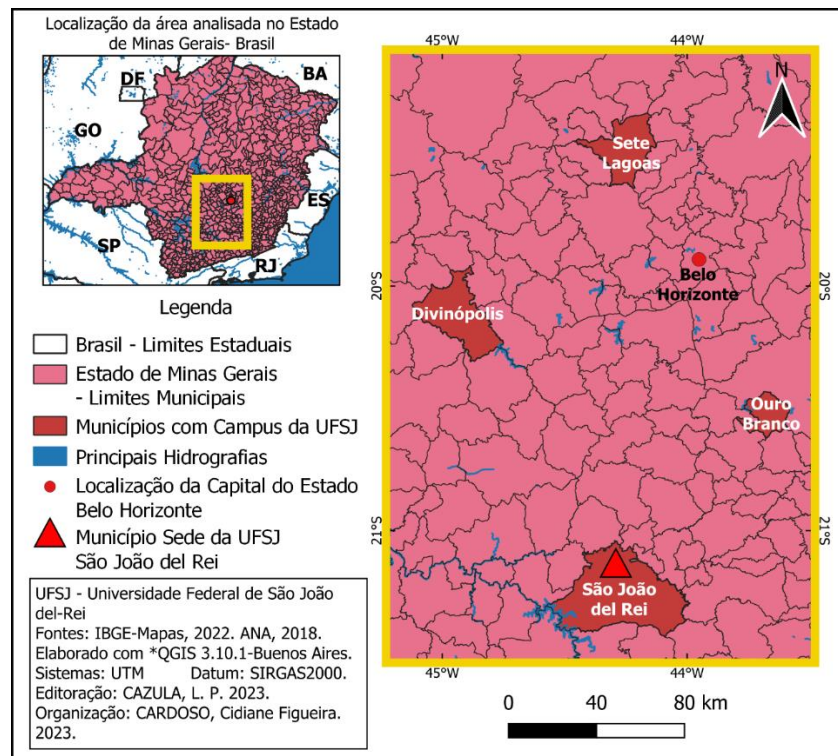 Localização da área analisada no Estado
de Minas Gerais- Brasil
DF
BA
GO
ES
SP
RJ
Legenda
Brasil - Limites Estaduais
Estado de Minas Gerais
- Limites Municipais
Municípios com Campus da UFSJ
Principais Hidrografias
Localização da Capital do Estado
Belo Horizonte
Município Sede da UFSJ
São João del Rei
UFSJ - Universidade Federal de São João
del-Rei
Fontes: IBGE-Mapas, 2022. ANA, 2018.
Elaborado com *QGIS 3.10.1-Buenos Aires.
Sistemas: UTM Datum: SIRGAS2000.
Editoração: CAZULA, L. P. 2023.
Organização: CARDOSO, Cidiane Figueira.
2023.
45°W
44°W
N
Sete
Lagoas
20°S
20°S
Belo
Horizonte
Divinópolis
Ouro
Branco
21°S
21°S
São João
del Rei
45°W
44°W
0 40 80 km